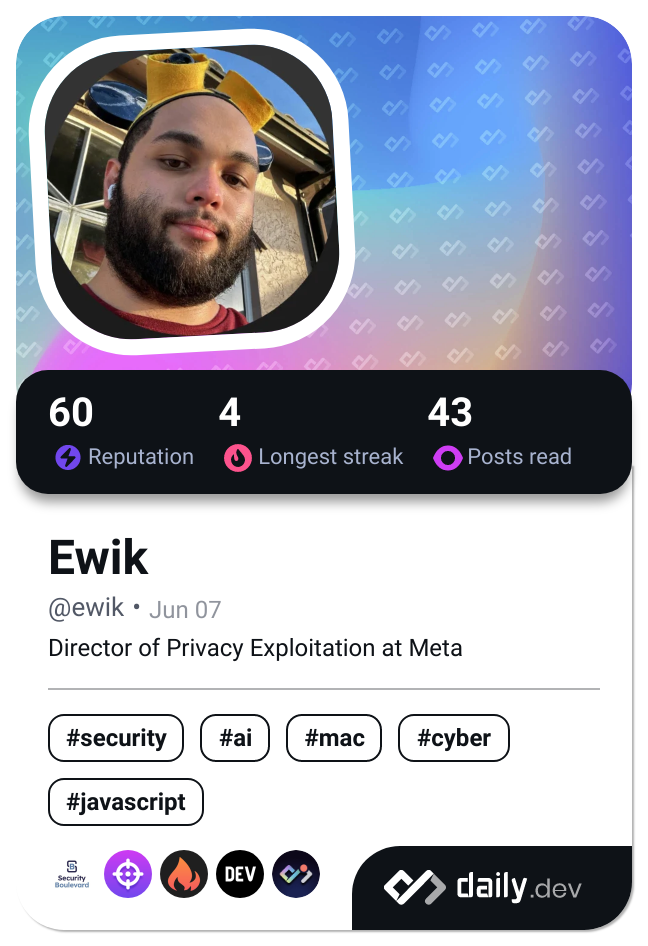 60 4 43
Reputation Longest streak Posts read
Ewik
@ewik • Jun 07
Director of Privacy Exploitation at Meta
#security #ai #mac #cyber
#javascript
Security
Boulevard
DEV
daily.dev